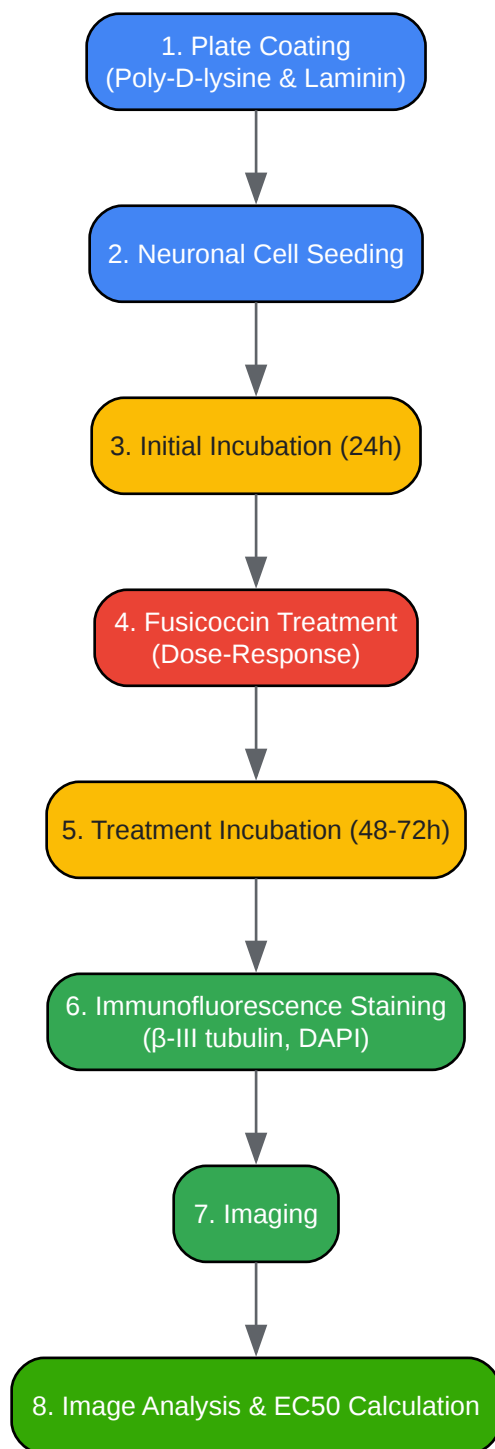 1. Plate Coating
(Poly-D-lysine & Laminin)
2. Neuronal Cell Seeding
3. Initial Incubation (24h)
4. Fusicoccin Treatment
(Dose-Response)
5. Treatment Incubation (48-72h)
6. Immunofluorescence Staining
(β-III tubulin, DAPI)
7. Imaging
8. Image Analysis & EC50 Calculation